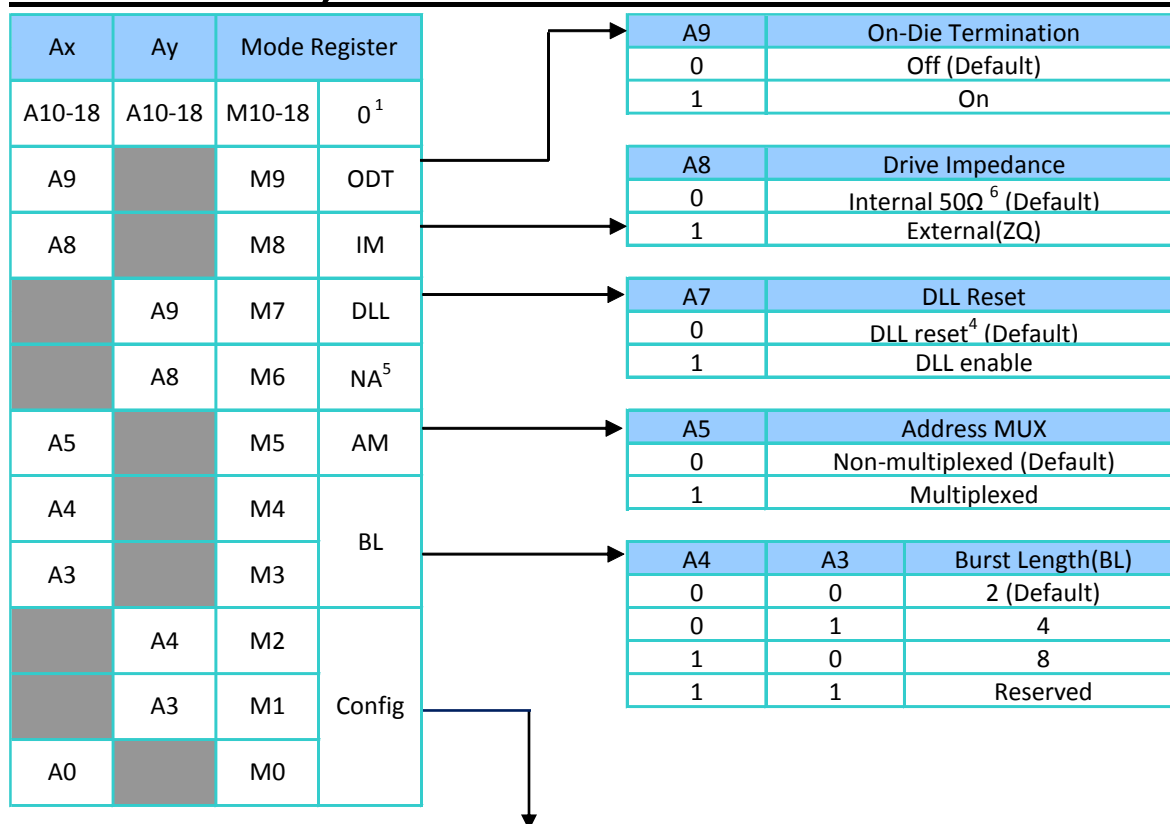 Ax Ay Mode Register
A10-18 A10-18 M10-18 0¹
A9 M9 ODT
A8 M8 IM
A9 M7 DLL
A8 M6 NA⁵
A5 M5 AM
A4 M4
BL
A3 M3
A4 M2
A3 M1 Config
A0 M0
A9 On-Die Termination
0 Off (Default)
1 On
A8 Drive Impedance
0 Internal 50Ω ⁶ (Default)
1 External(ZQ)
A7 DLL Reset
0 DLL reset⁴ (Default)
1 DLL enable
A5 Address MUX
0 Non-multiplexed (Default)
1 Multiplexed
A4 A3 Burst Length(BL)
0 0 2 (Default)
0 1 4
1 0 8
1 1 Reserved